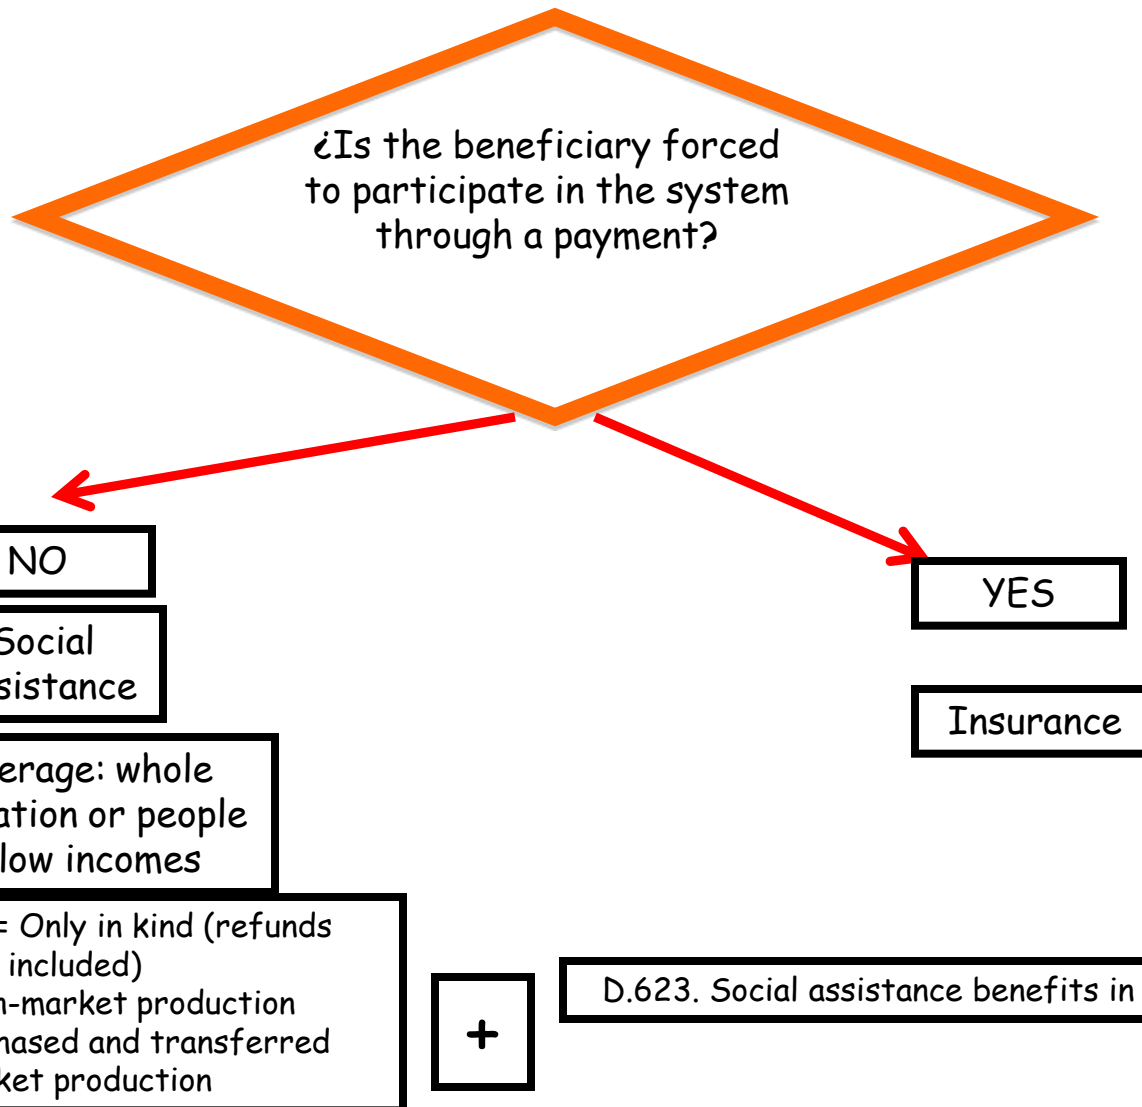 ¿Is the beneficiary forced
to participate in the system
through a payment?
NO
YES
Social
sistance
Insurance
erage: whole
ation or people
low incomes
= Only in kind (refunds
included)
n-market production
hased and transferred
ket production
+
D.623. Social assistance benefits in